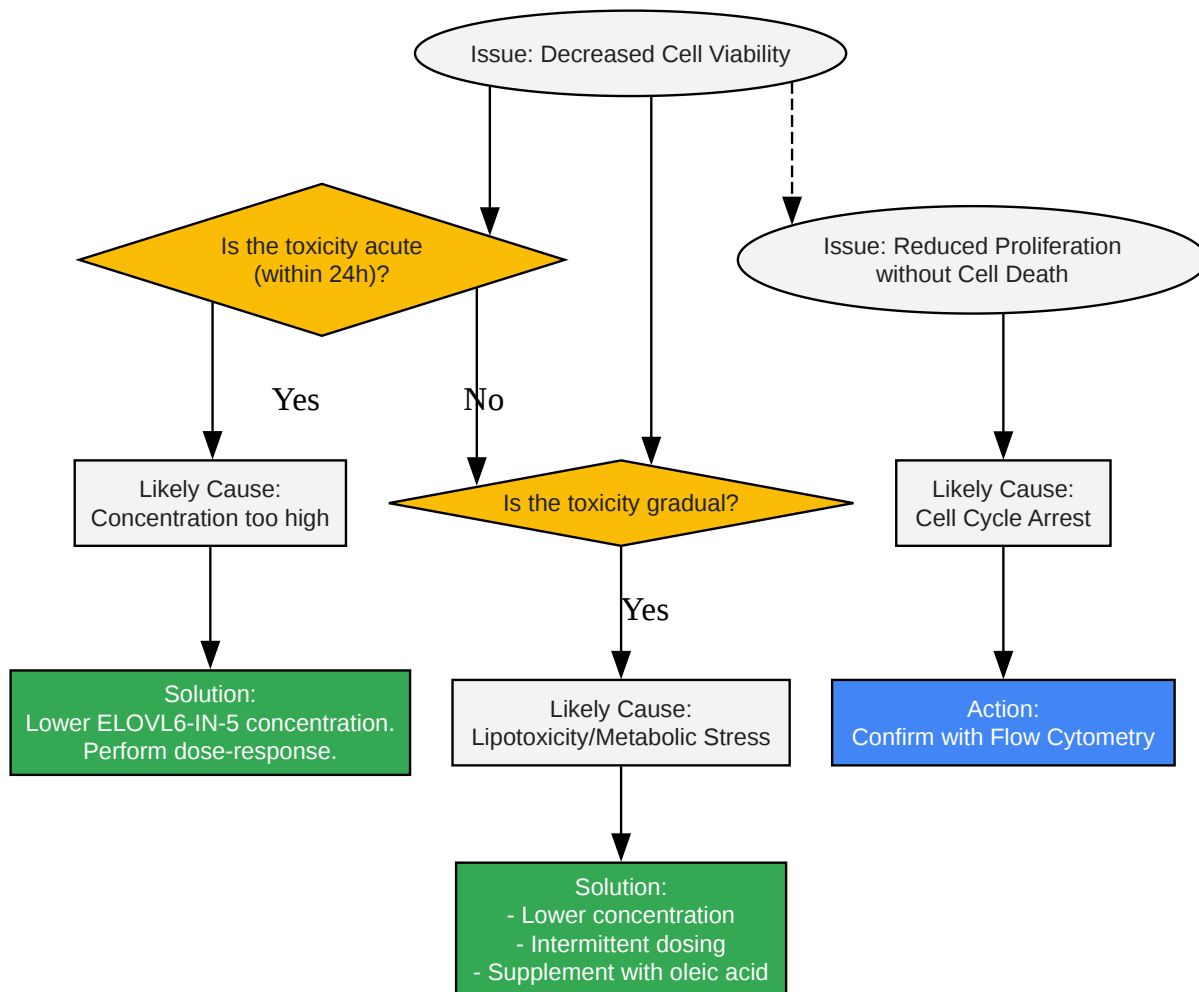 Issue: Decreased Cell Viability
Is the toxicity acute
(within 24h)?
Issue: Reduced Proliferation
without Cell Death
Yes
No
Likely Cause:
Concentration too high
Is the toxicity gradual?
Likely Cause:
Cell Cycle Arrest
Yes
Solution:
Lower ELOVL6-IN-5 concentration.
Perform dose-response.
Likely Cause:
Lipotoxicity/Metabolic Stress
Action:
Confirm with Flow Cytometry
Solution:
- Lower concentration
- Intermittent dosing
- Supplement with oleic acid